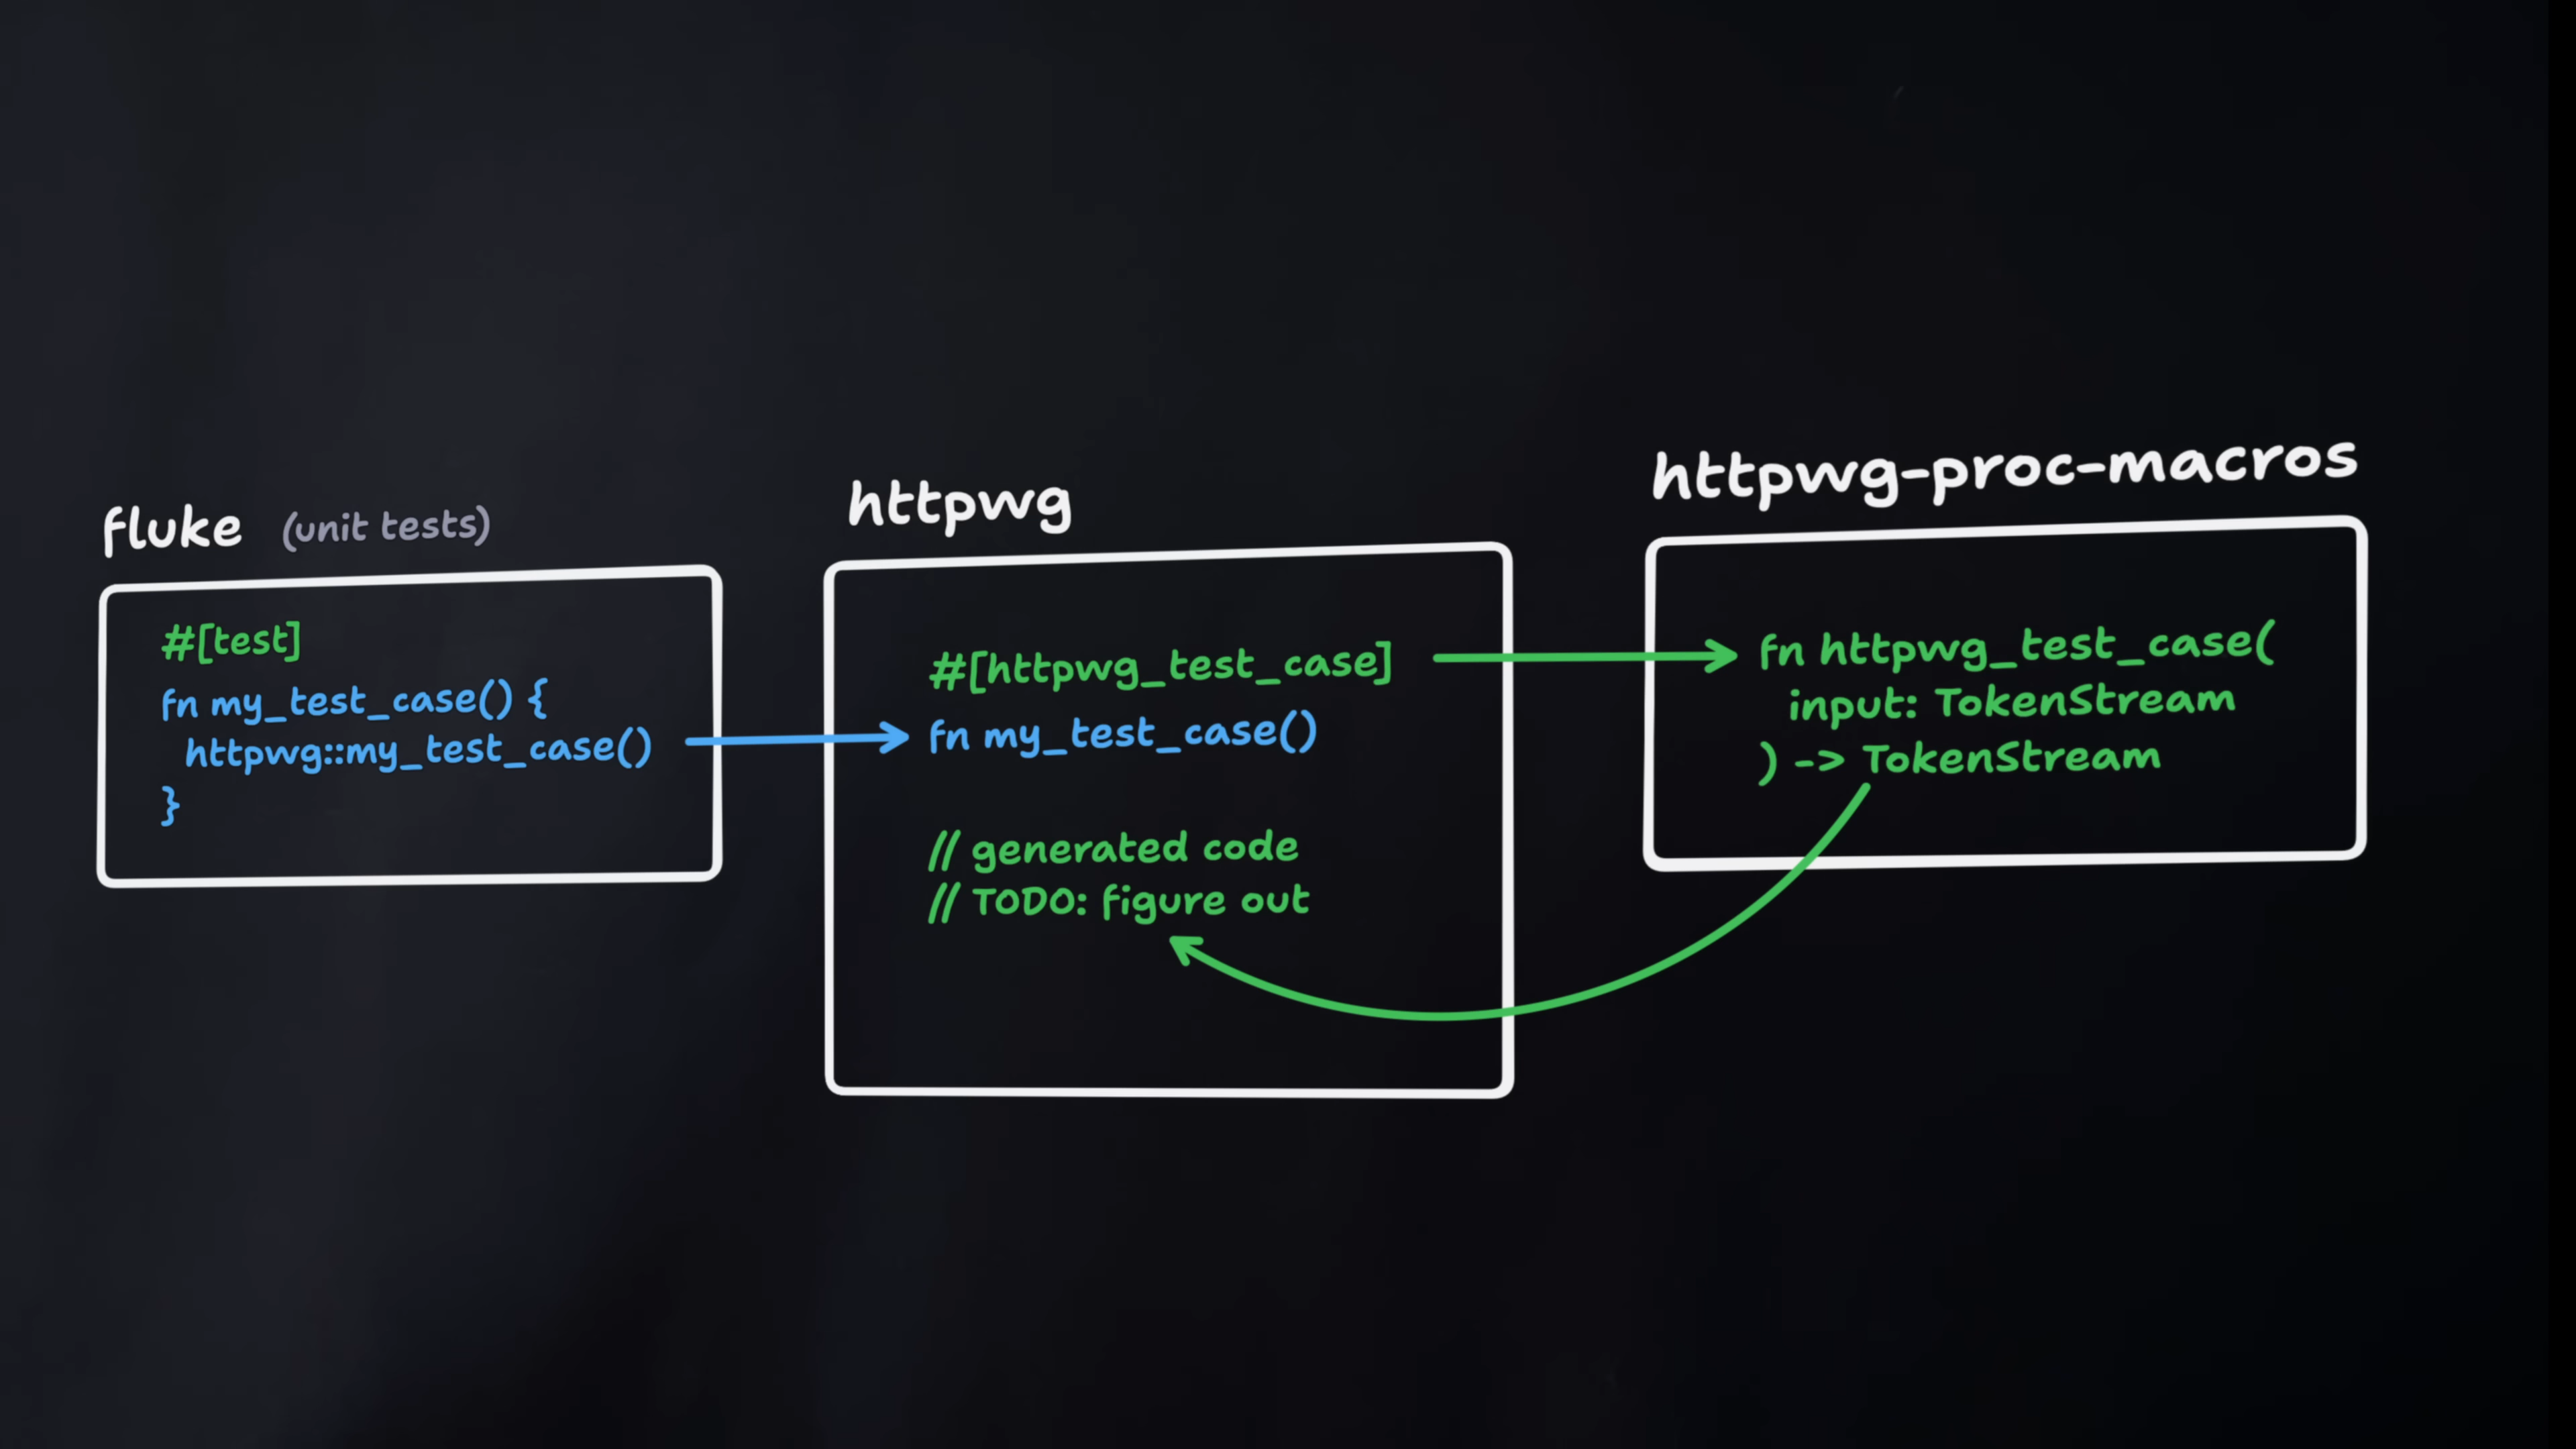 fluke (unit tests)
#[test]
fn my_test_case() {
httpwg::my_test_case()
}
httpwg
#[httpwg_test_case]
fn my_test_case()
// generated code
// TODO: figure out
httpwg-proc-macros
fn httpwg_test_case(
input: TokenStream
) -> TokenStream